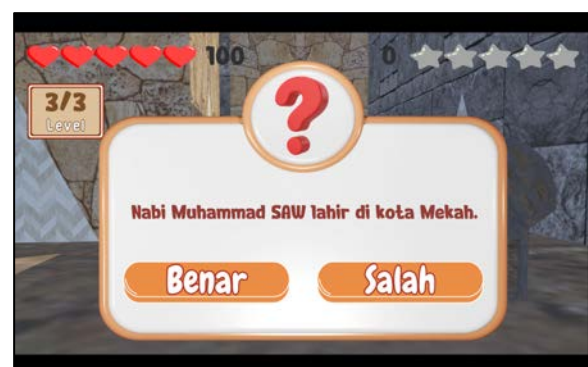 100
0
3/3
Level
?
Nabi Muhammad SAW lahir di kota Mekah.
Benar
Salah